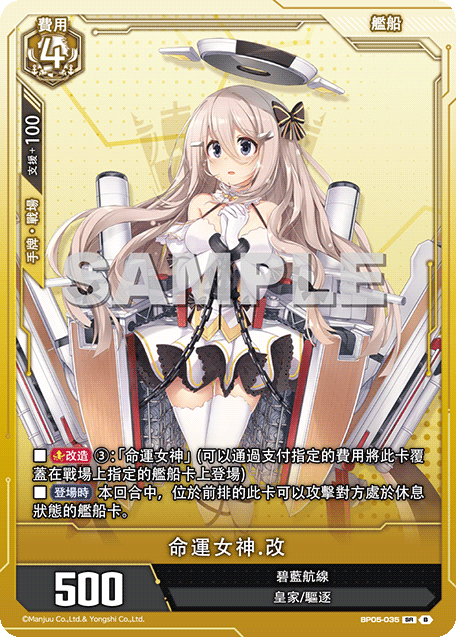 費用
4
艦船
支援+100
手牌・戰場
SAMPLE
■ 改造 ③:「命運女神」(可以通過支付指定的費用將此卡覆
蓋在戰場上指定的艦船卡上登場)
■ 登場時 本回合中,位於前排的此卡可以攻擊對方處於休息
狀態的艦船卡。
命運女神.改
500
碧藍航線
皇家/驅逐
©Manjuu Co.,Ltd.& Yongshi Co.,Ltd.
BP05-035 SR B